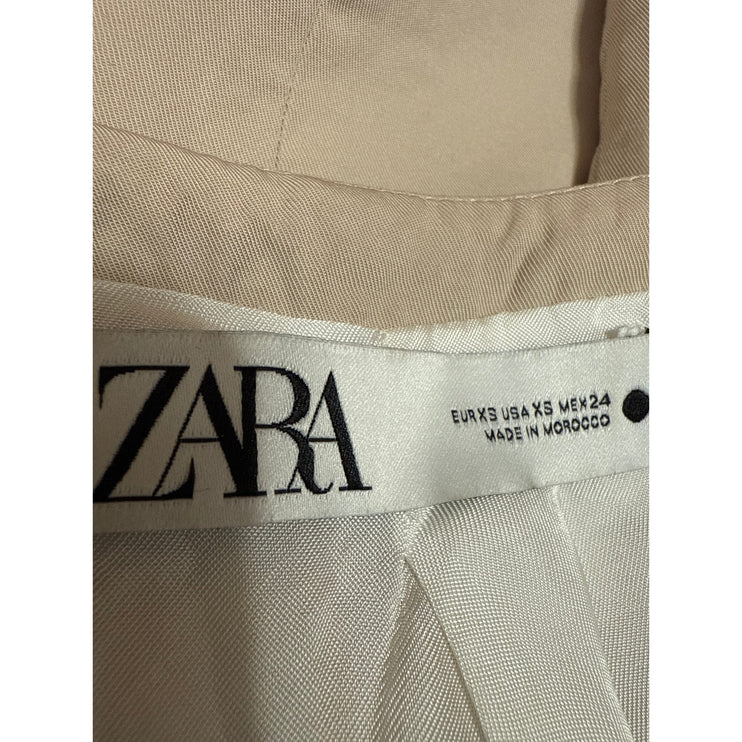 ZARA
EUR XS USA XS MEX 24
MADE IN MOROCCO